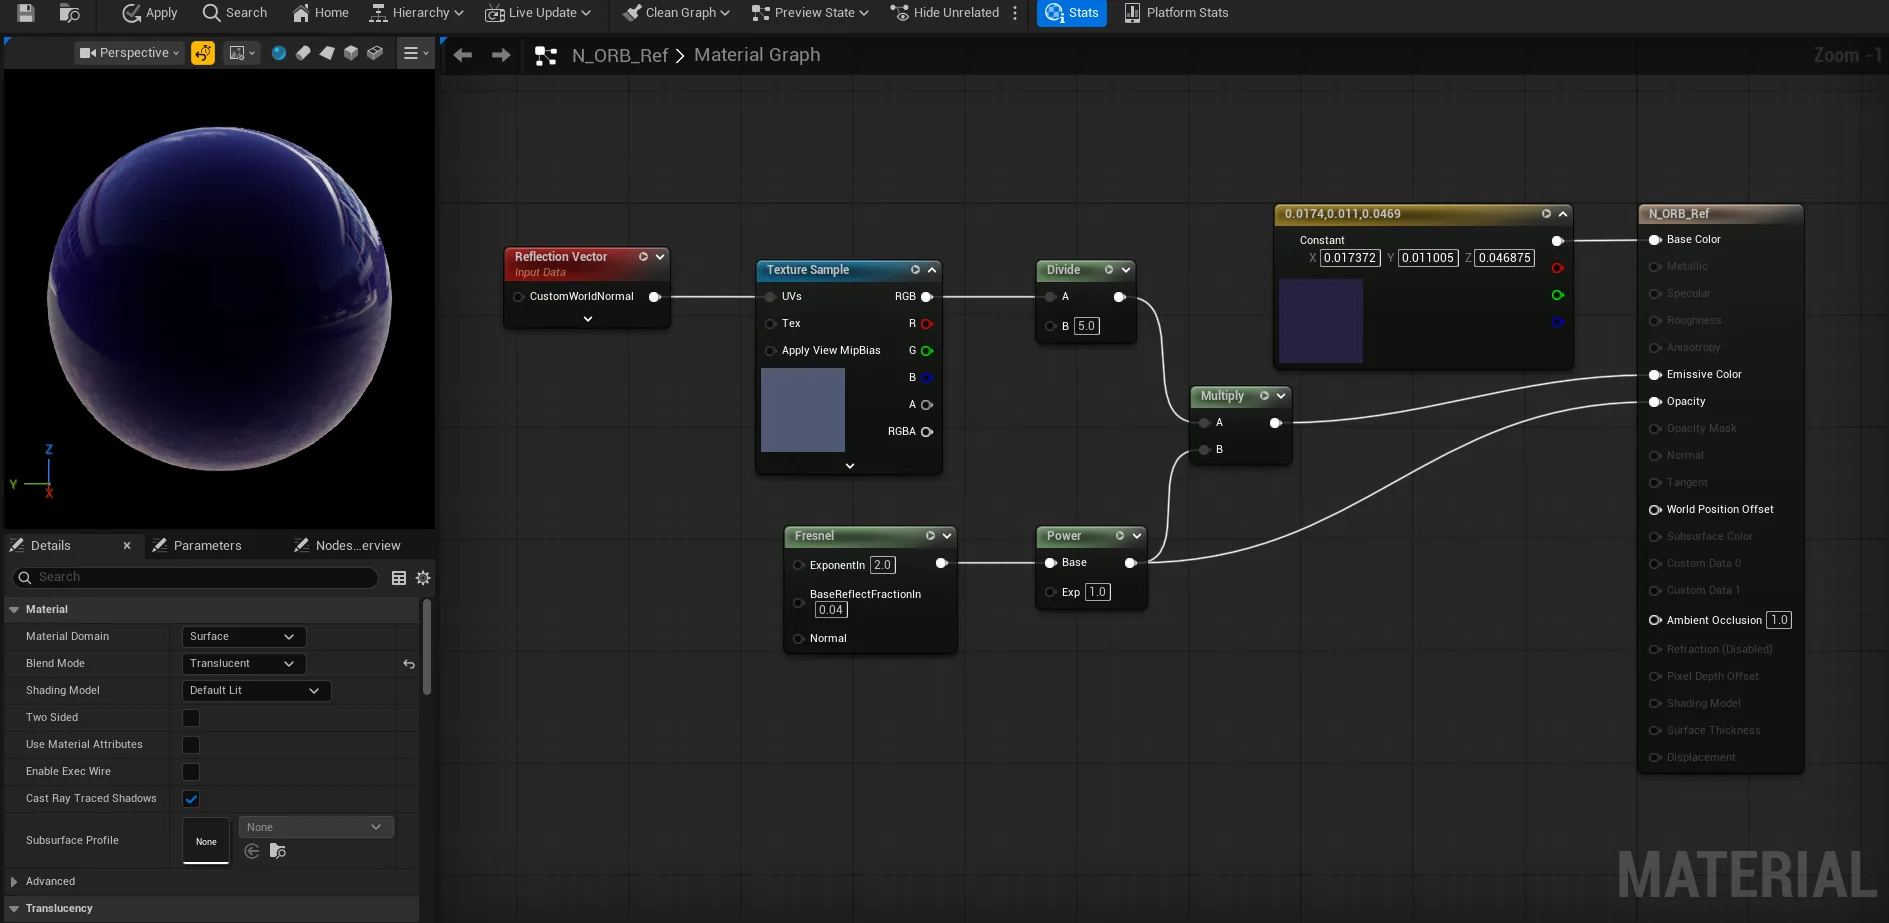 Apply
Search
Home
Hierarchy
Live Update
Clean Graph
Preview State
Hide Unrelated
Stats
Platform Stats
Perspective
N_ORB_Ref
Material Graph
Zoom -1
Z
Y
X
Reflection Vector
Input Data
CustomWorldNormal
Texture Sample
UVs
RGB
Tex
R
Apply View MipBias
G
B
A
RGBA
Divide
A
B 5.0
Multiply
A
B
0.0174,0.011,0.0469
Constant
X 0.017372 Y 0.011005 Z 0.046875
Fresnel
ExponentIn 2.0
BaseReflectFractionIn
0.04
Normal
Power
Base
Exp 1.0
N_ORB_Ref
Base Color
Metallic
Specular
Roughness
Anisotropy
Emissive Color
Opacity
Opacity Mask
Normal
Tangent
World Position Offset
Subsurface Color
Custom Data 0
Custom Data 1
Ambient Occlusion 1.0
Refraction (Disabled)
Pixel Depth Offset
Shading Model
Surface Thickness
Displacement
MATERIAL
Details
Parameters
Nodes...erview
Search
Material
Material Domain Surface
Blend Mode Translucent
Shading Model Default Lit
Two Sided
Use Material Attributes
Enable Exec Wire
Cast Ray Traced Shadows
Subsurface Profile None None
Advanced
Translucency